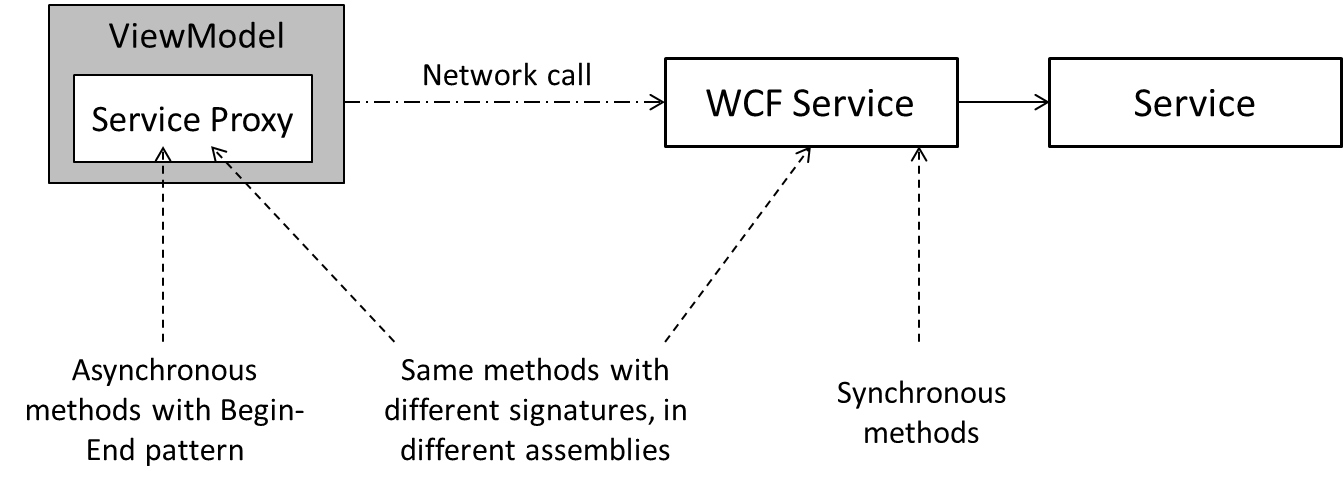 ViewModel
Service Proxy
Network call
WCF Service
Service
Asynchronous
methods with Begin-
End pattern
Same methods with
different signatures, in
different assemblies
Synchronous
methods